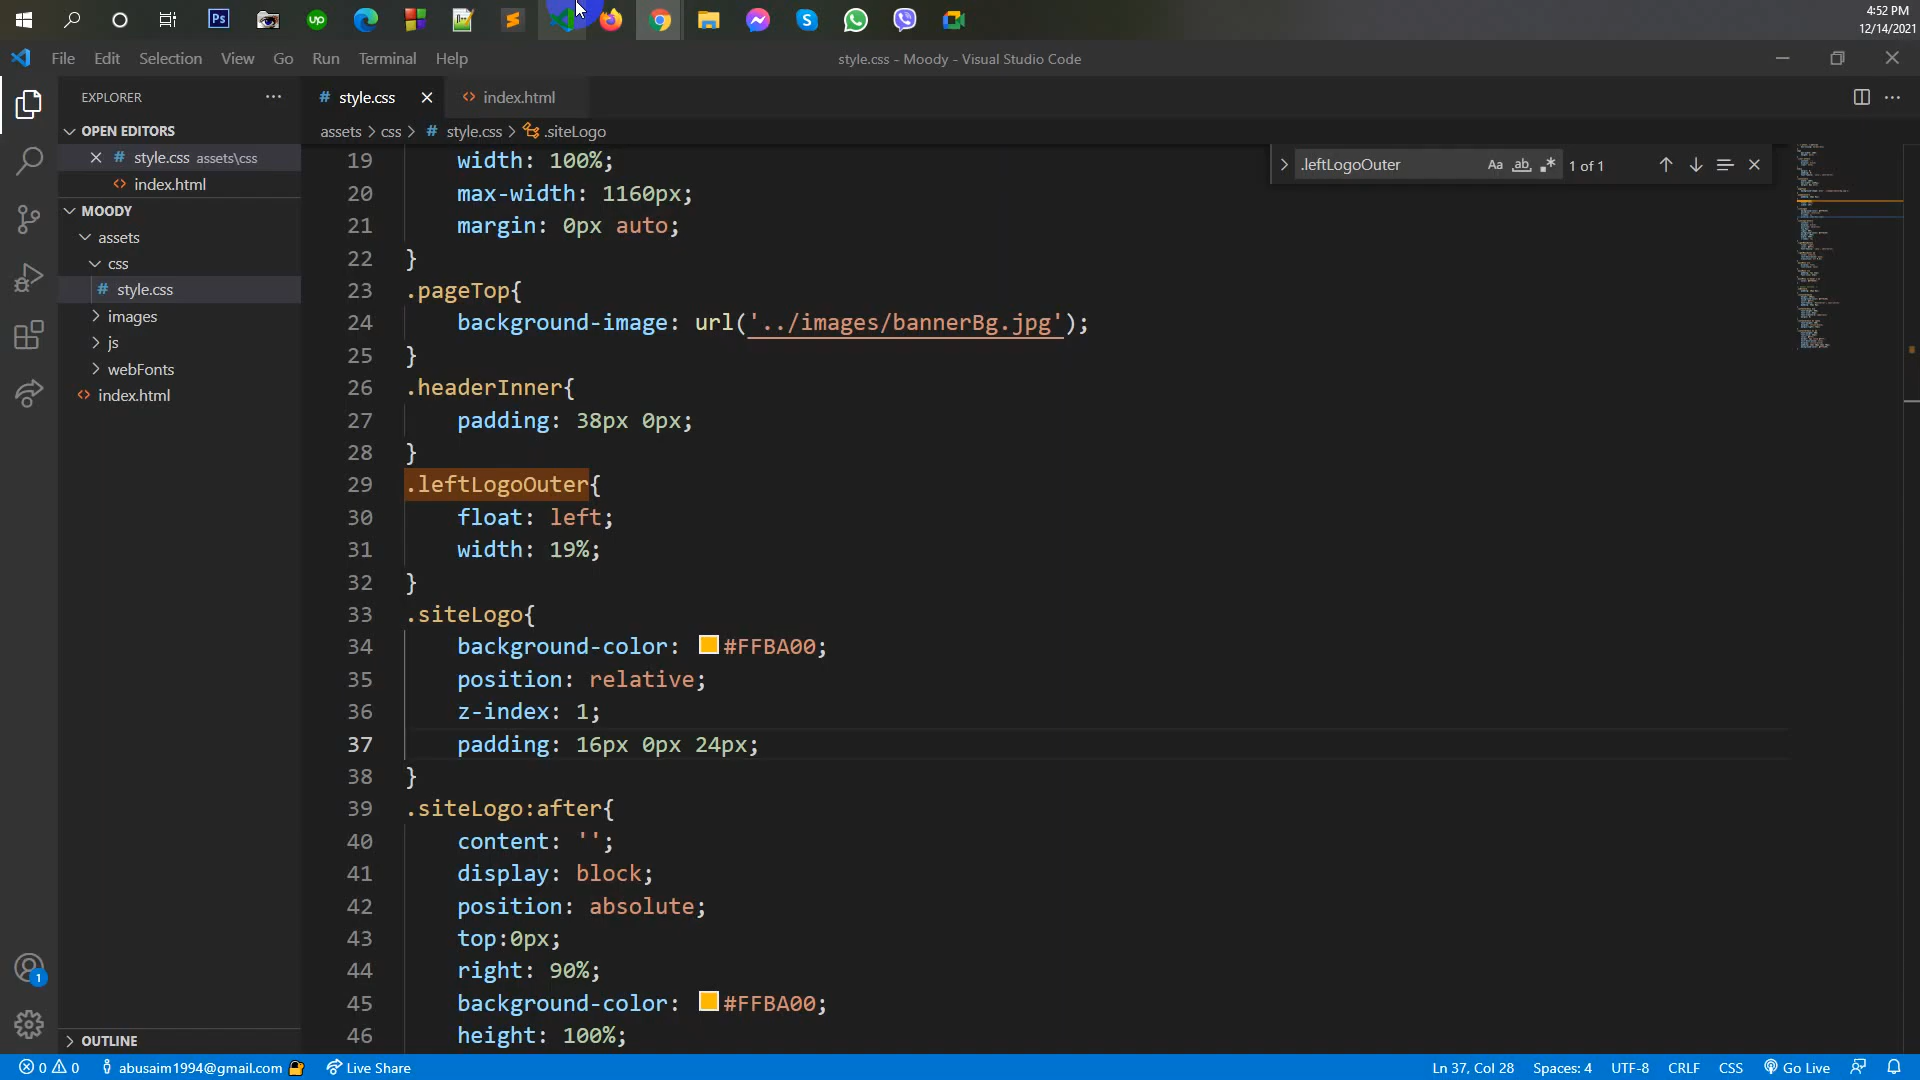 4:52 PM
12/14/2021
File Edit Selection View Go Run Terminal Help
style.css - Moody - Visual Studio Code
EXPLORER
OPEN EDITORS
style.css assets\css
index.html
MOODY
assets
css
style.css
images
js
webFonts
index.html
OUTLINE
# style.css
index.html
assets > css > # style.css > .siteLogo
.leftLogoOuter Aa ab 1 of 1
19 width: 100%;
20 max-width: 1160px;
21 margin: 0px auto;
22 }
23 .pageTop{
24 background-image: url('../images/bannerBg.jpg');
25 }
26 .headerInner{
27 padding: 38px 0px;
28 }
29 .leftLogoOuter{
30 float: left;
31 width: 19%;
32 }
33 .siteLogo{
34 background-color: #FFBA00;
35 position: relative;
36 z-index: 1;
37 padding: 16px 0px 24px;
38 }
39 .siteLogo:after{
40 content: '';
41 display: block;
42 position: absolute;
43 top:0px;
44 right: 90%;
45 background-color: #FFBA00;
46 height: 100%;
0 0 abusaim1994@gmail.com Live Share
Ln 37, Col 28 Spaces: 4 UTF-8 CRLF CSS Go Live